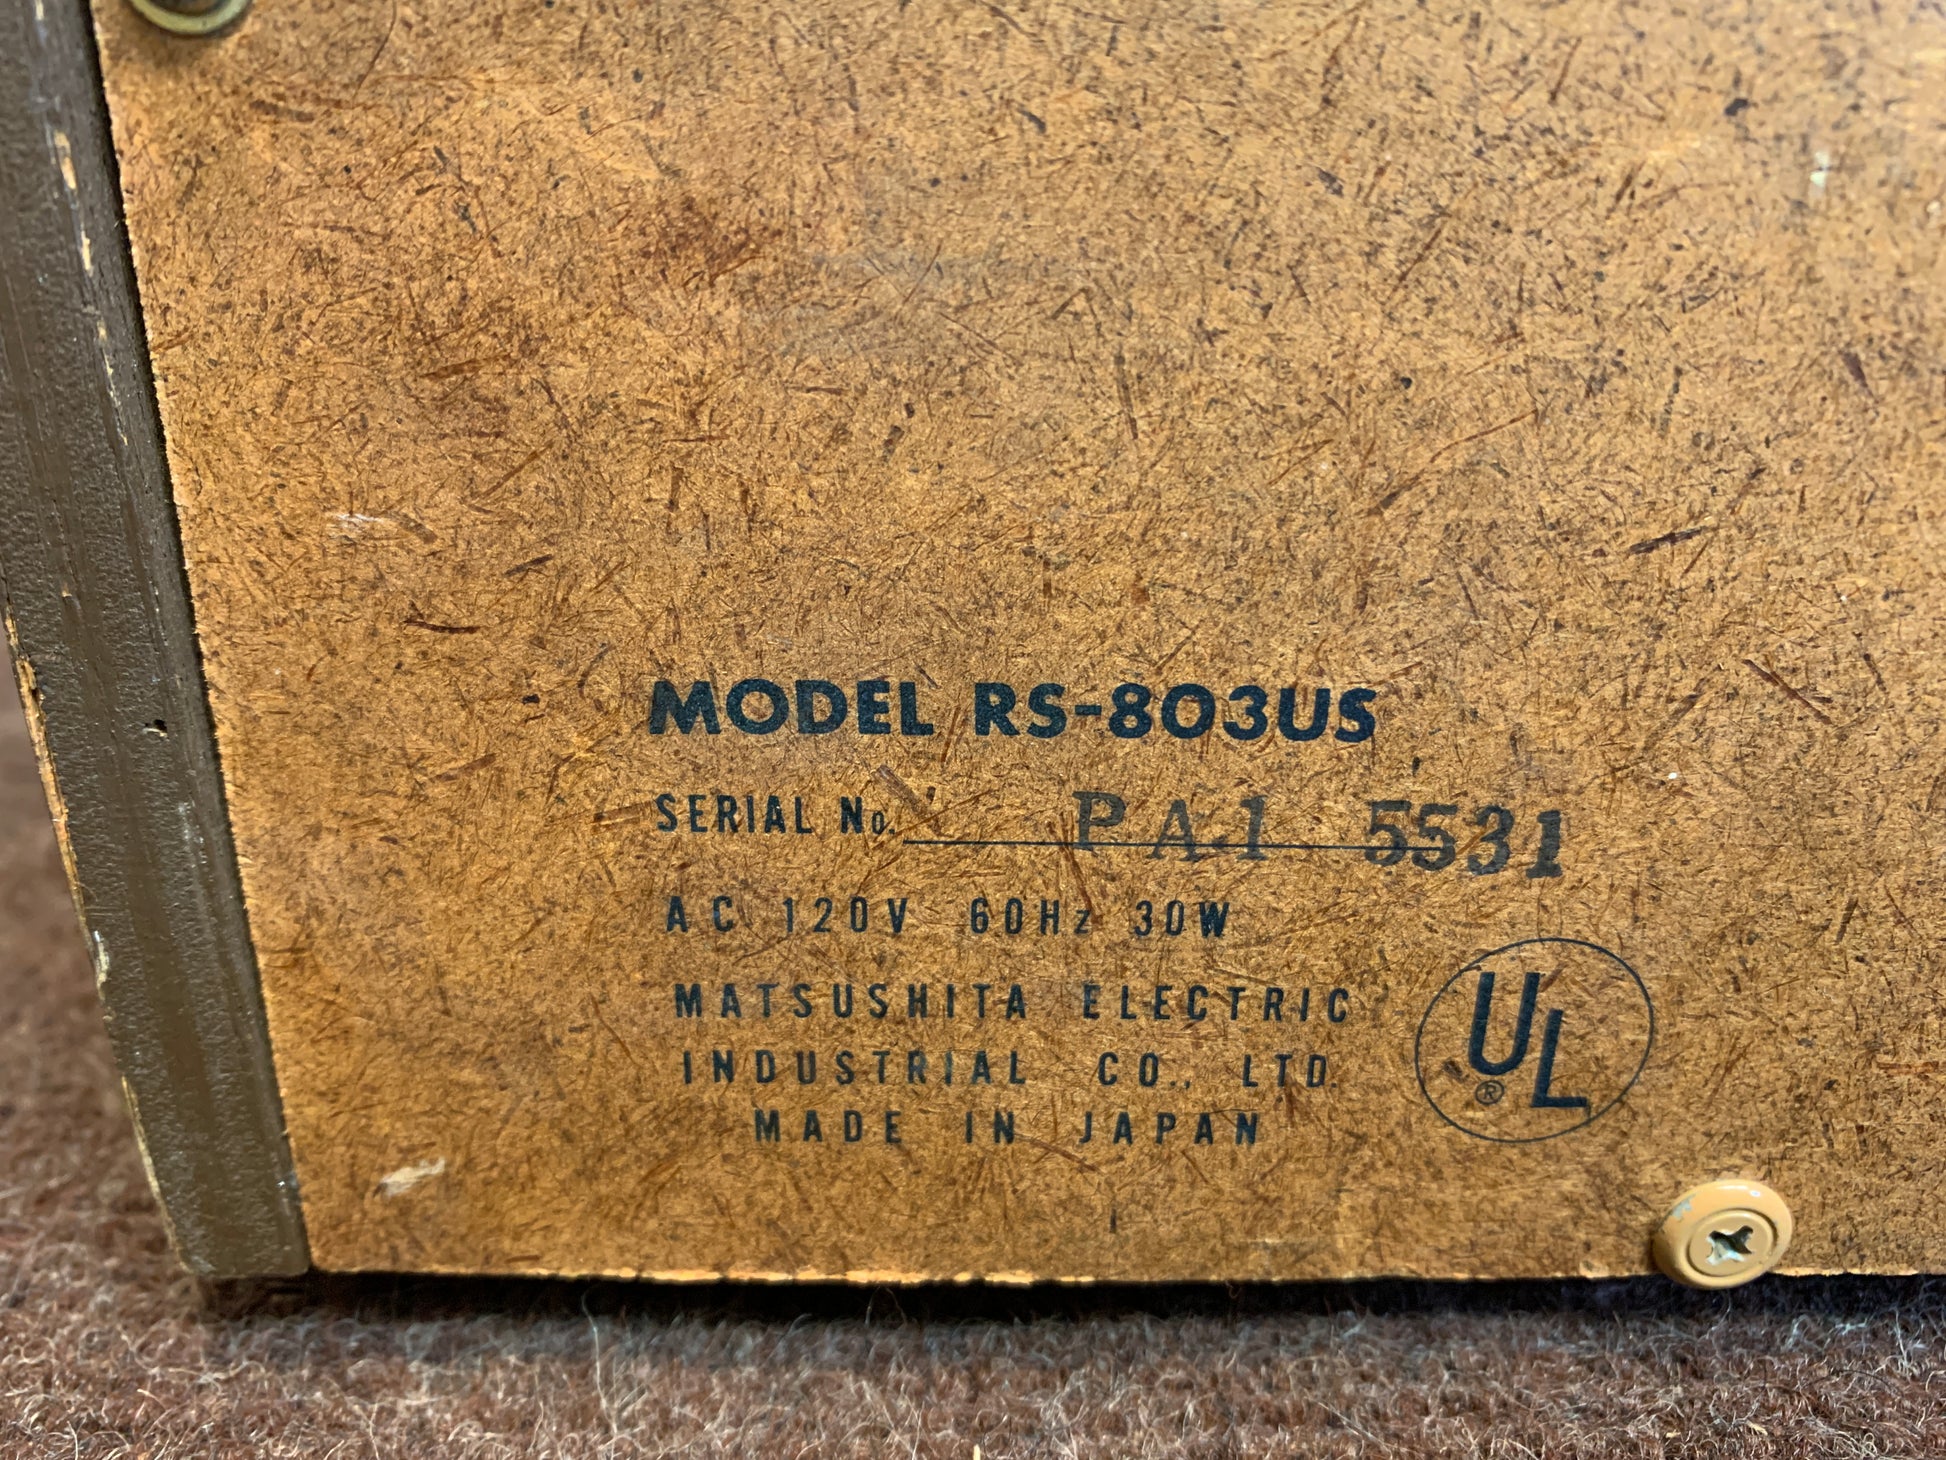 MODEL RS-803US
SERIAL No. PA1 5531
AC 120V 60Hz 30W
MATSUSHITA ELECTRIC
INDUSTRIAL CO., LTD.
MADE IN JAPAN
UL®